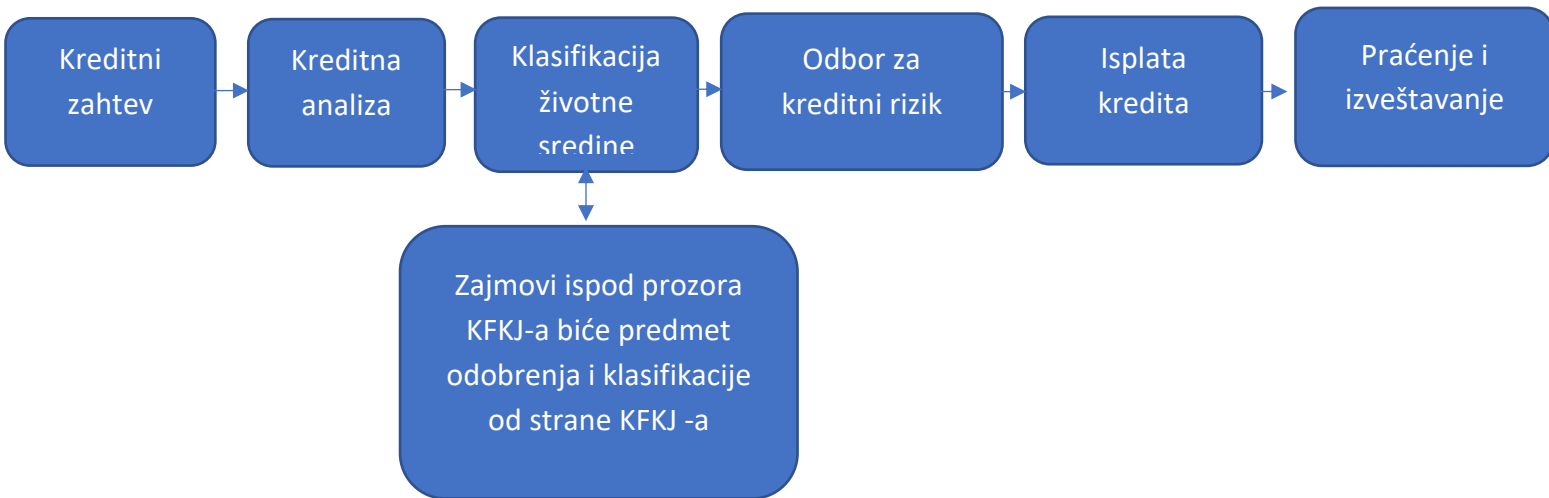 Kreditni
zahtev
Kreditna
analiza
Klasifikacija
životne
sredine
Odbor za
kreditni rizik
Isplata
kredita
Praćenje i
izveštavanje
Zajmovi ispod prozora
KFKJ-a biće predmet
odobrenja i klasifikacije
od strane KFKJ -a